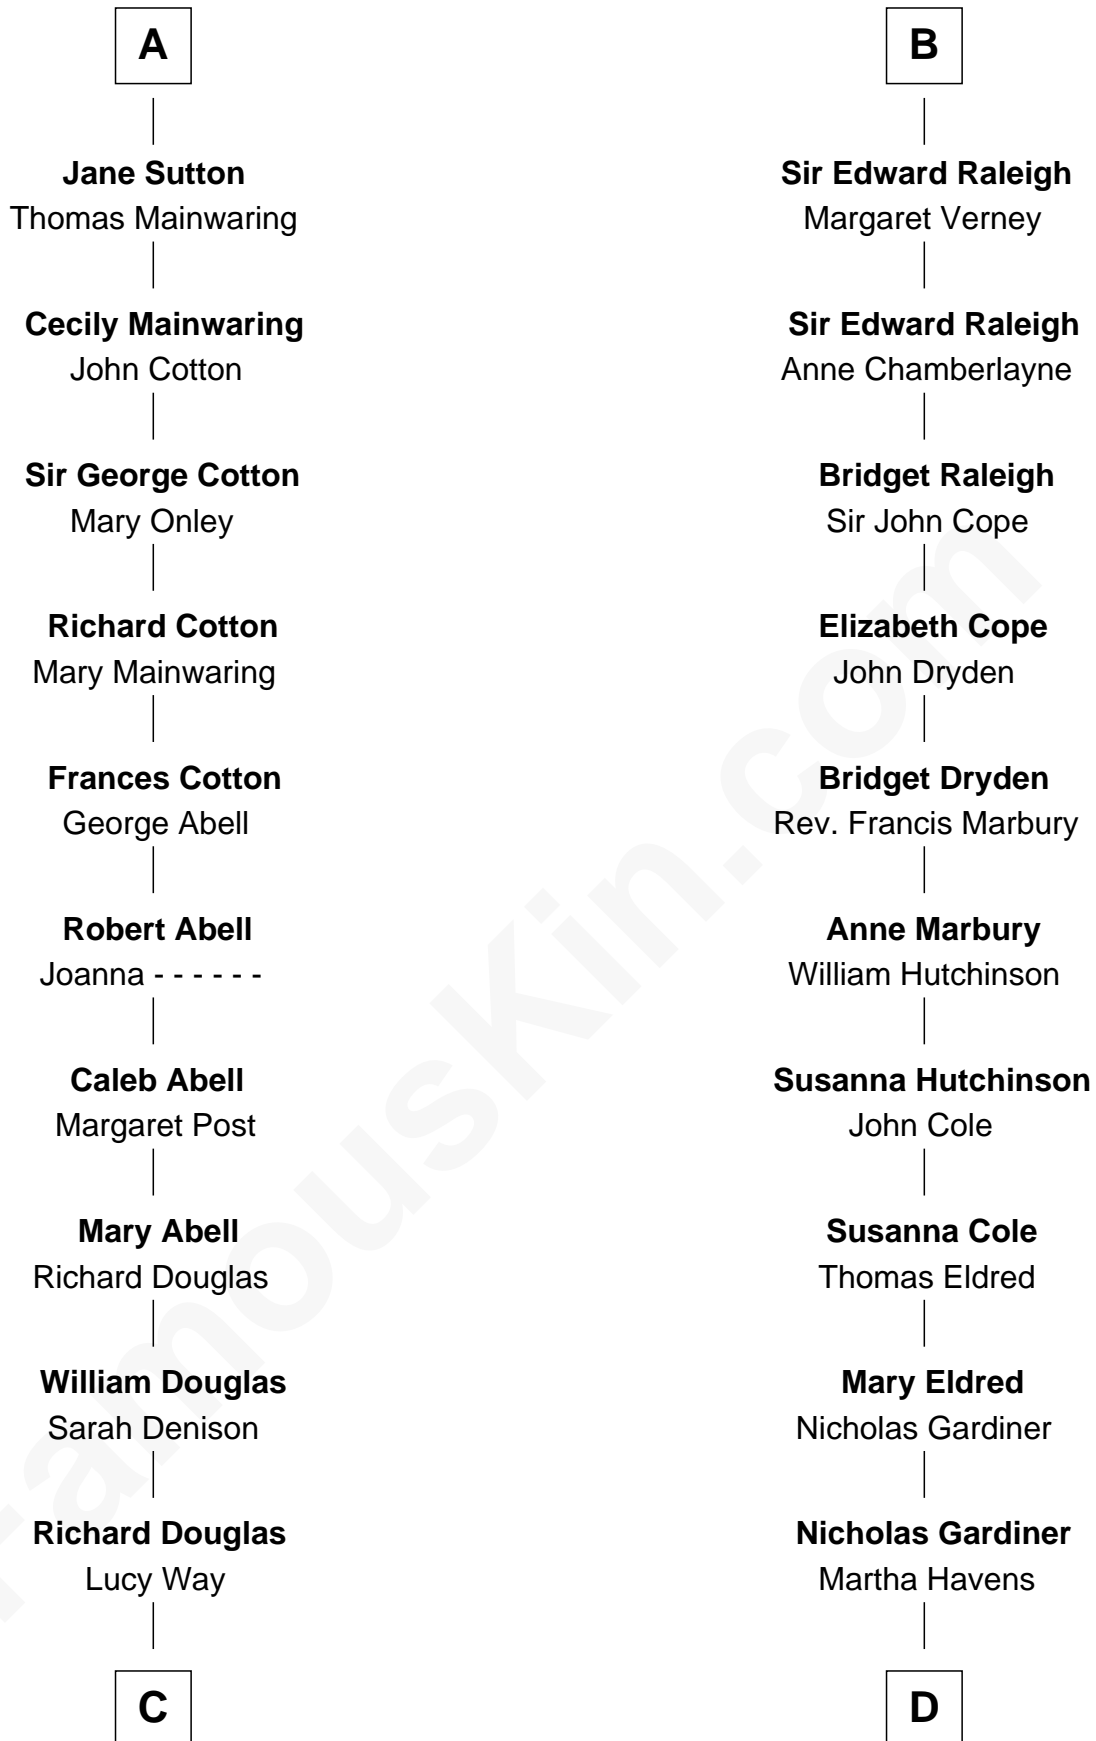 A
Jane Sutton
Thomas Mainwaring
Cecily Mainwaring
John Cotton
Sir George Cotton
Mary Onley
Richard Cotton
Mary Mainwaring
Frances Cotton
George Abell
Robert Abell
Joanna - - - - - -
Caleb Abell
Margaret Post
Mary Abell
Richard Douglas
William Douglas
Sarah Denison
Richard Douglas
Lucy Way
C
B
Sir Edward Raleigh
Margaret Verney
Sir Edward Raleigh
Anne Chamberlayne
Bridget Raleigh
Sir John Cope
Elizabeth Cope
John Dryden
Bridget Dryden
Rev. Francis Marbury
Anne Marbury
William Hutchinson
Susanna Hutchinson
John Cole
Susanna Cole
Thomas Eldred
Mary Eldred
Nicholas Gardiner
Nicholas Gardiner
Martha Havens
D
FamousKin.com